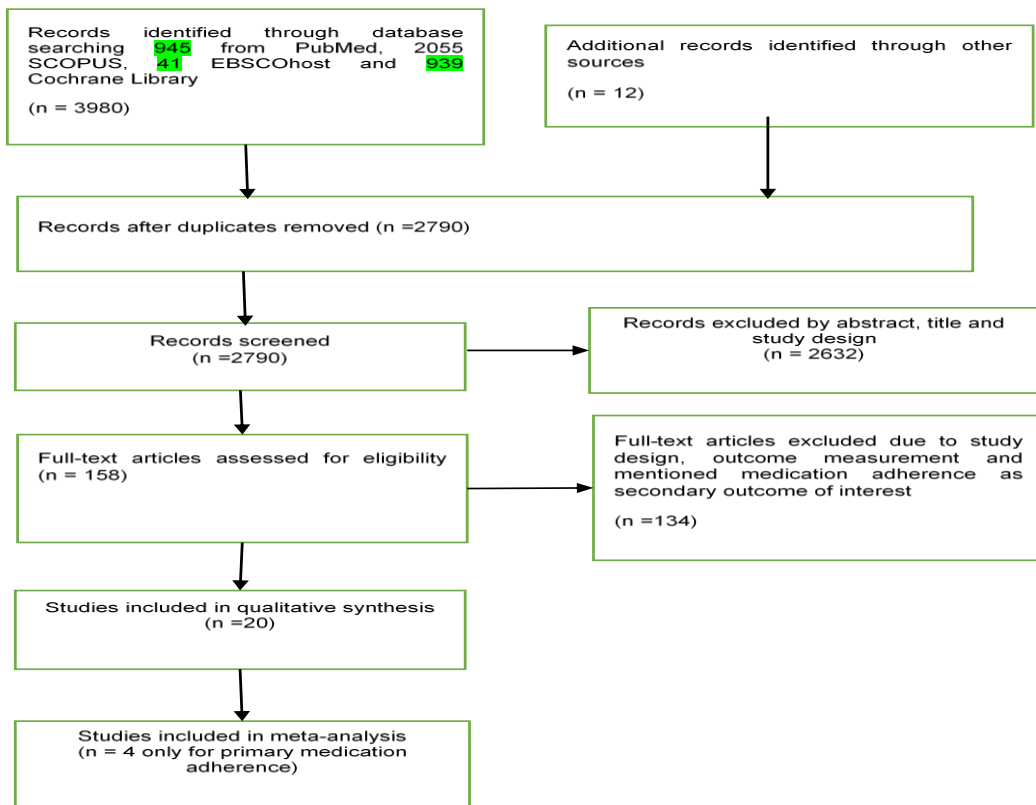 Records identified through database
searching 945 from PubMed, 2055
SCOPUS, 41 EBSCOhost and 939
Cochrane Library
(n = 3980)
Additional records identified through other
sources
(n = 12)
Records after duplicates removed (n =2790)
Records screened
(n =2790)
Records excluded by abstract, title and
study design
(n = 2632)
Full-text articles assessed for eligibility
(n = 158)
Full-text articles excluded due to study
design, outcome measurement and
mentioned medication adherence as
secondary outcome of interest
(n =134)
Studies included in qualitative synthesis
(n =20)
Studies included in meta-analysis
(n = 4 only for primary medication
adherence)